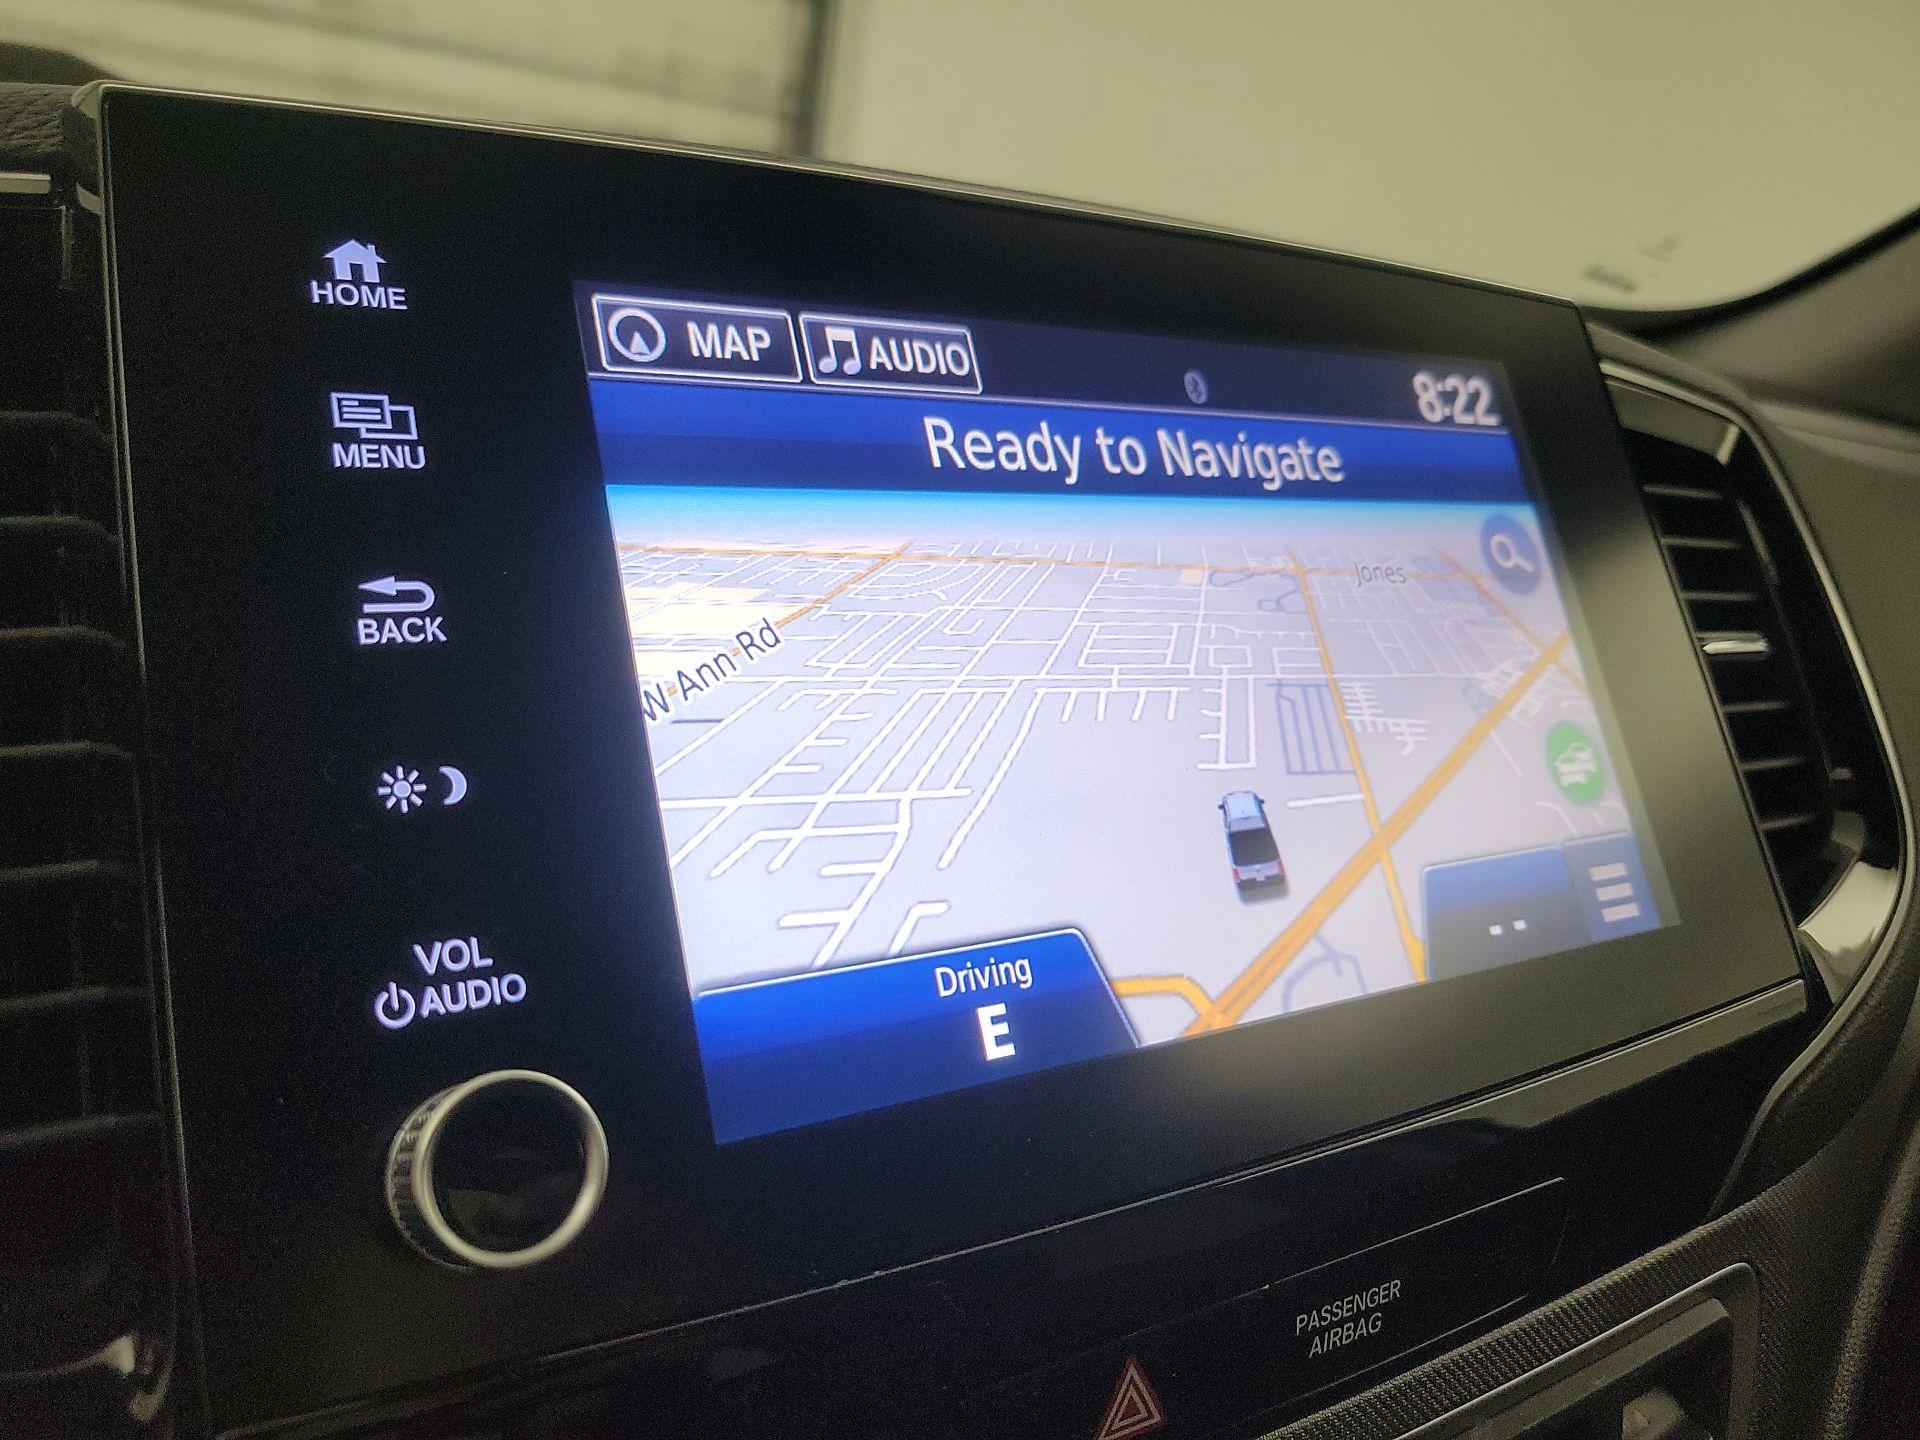 HOME
MENU
BACK
VOL
AUDIO
MAP
AUDIO
8:22
Ready to Navigate
Jones
W Ann Rd
Driving
E
PASSENGER
AIRBAG